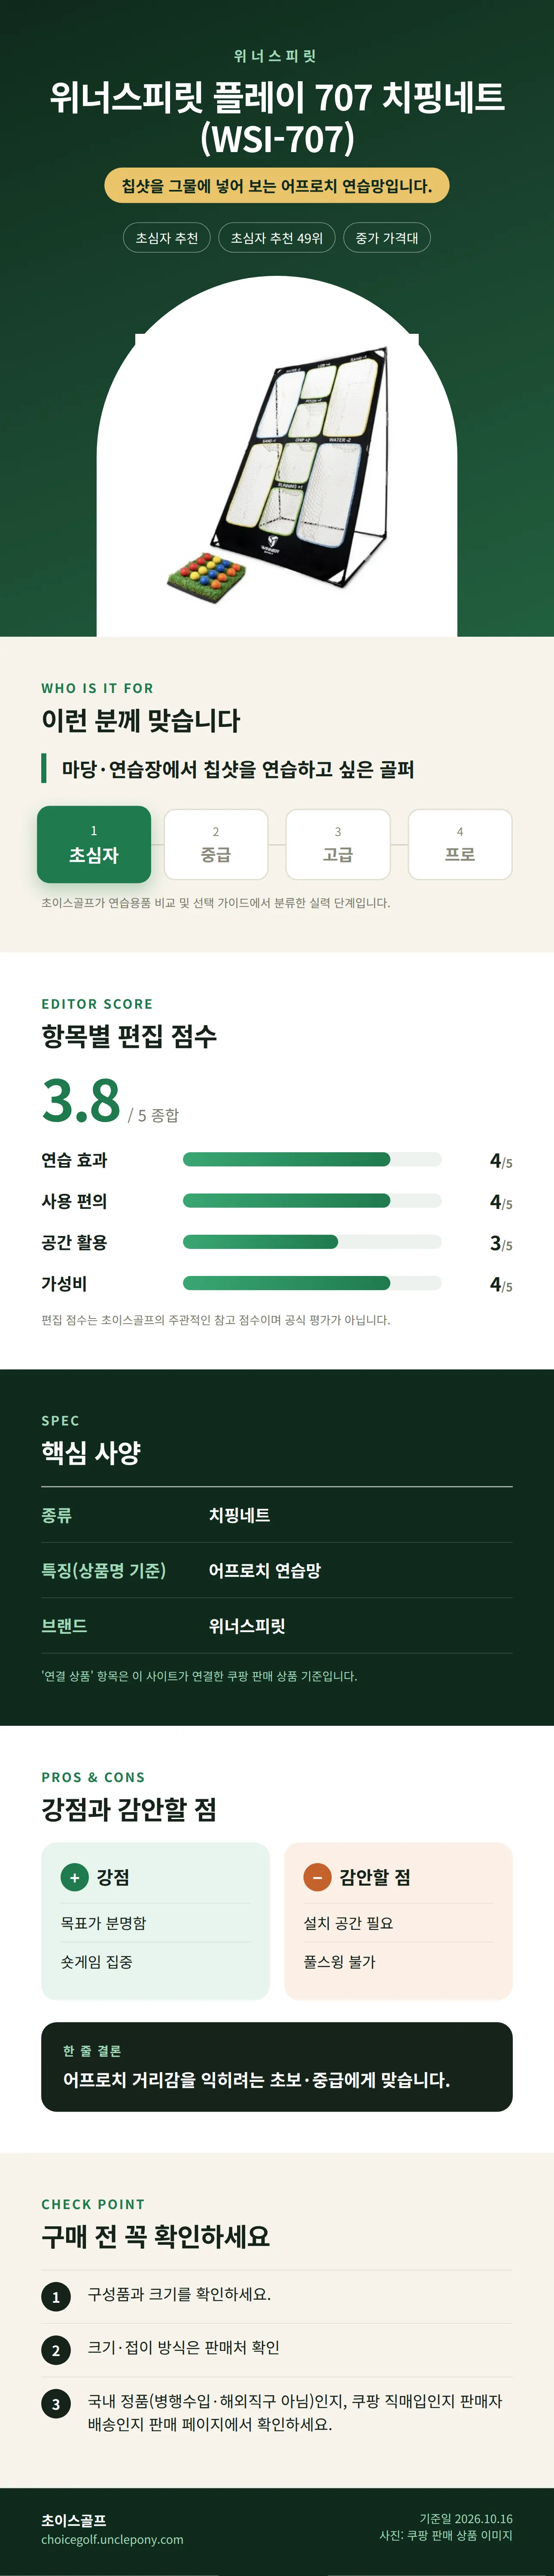 위너스피릿
위너스피릿 플레이 707 치핑네트
(WSI-707)
칩샷을 그물에 넣어 보는 어프로치 연습망입니다.
초심자 추천
초심자 추천 49위
중가 가격대
WATER -2
CHIP +2
RUNNING +1
WINNER
WHO IS IT FOR
이런 분께 맞습니다
마당·연습장에서 칩샷을 연습하고 싶은 골퍼
1
초심자
2
중급
3
고급
4
프로
초이스골프가 연습용품 비교 및 선택 가이드에서 분류한 실력 단계입니다.
EDITOR SCORE
항목별 편집 점수
3.8 / 5 종합
연습 효과 4/5
사용 편의 4/5
공간 활용 3/5
가성비 4/5
편집 점수는 초이스골프의 주관적인 참고 점수이며 공식 평가가 아닙니다.
SPEC
핵심 사양
종류 치핑네트
특징(상품명 기준) 어프로치 연습망
브랜드 위너스피릿
'연결 상품' 항목은 이 사이트가 연결한 쿠팡 판매 상품 기준입니다.
PROS & CONS
강점과 감안할 점
+ 강점
목표가 분명함
숏게임 집중
− 감안할 점
설치 공간 필요
풀스윙 불가
한 줄 결론
어프로치 거리감을 익히려는 초보·중급에게 맞습니다.
CHECK POINT
구매 전 꼭 확인하세요
1 구성품과 크기를 확인하세요.
2 크기·접이 방식은 판매처 확인
3 국내 정품(병행수입·해외직구 아님)인지, 쿠팡 직매입인지 판매자
배송인지 판매 페이지에서 확인하세요.
초이스골프
choicegolf.unclepony.com
기준일 2026.10.16
사진: 쿠팡 판매 상품 이미지